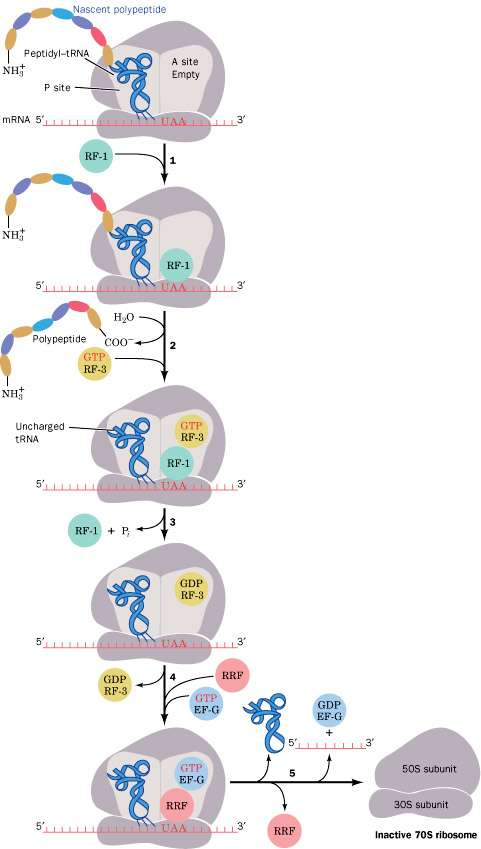 Nascent polypeptide
Peptidyl–tRNA
A site
Empty
NH3+
P site
mRNA 5′ UAA 3′
RF-1
1
NH3+
RF-1
5′ UAA 3′
H2O
Polypeptide
COO−
2
GTP
RF-3
NH3+
Uncharged
tRNA
GTP
RF-3
RF-1
5′ UAA 3′
3
RF-1 + Pi
GDP
RF-3
5′ UAA 3′
4
GDP
RF-3
RRF
GTP
EF-G
GDP
EF-G
+
5′ 3′
GTP
EF-G
5
50S subunit
RRF
30S subunit
5′ UAA 3′
RRF
Inactive 70S ribosome